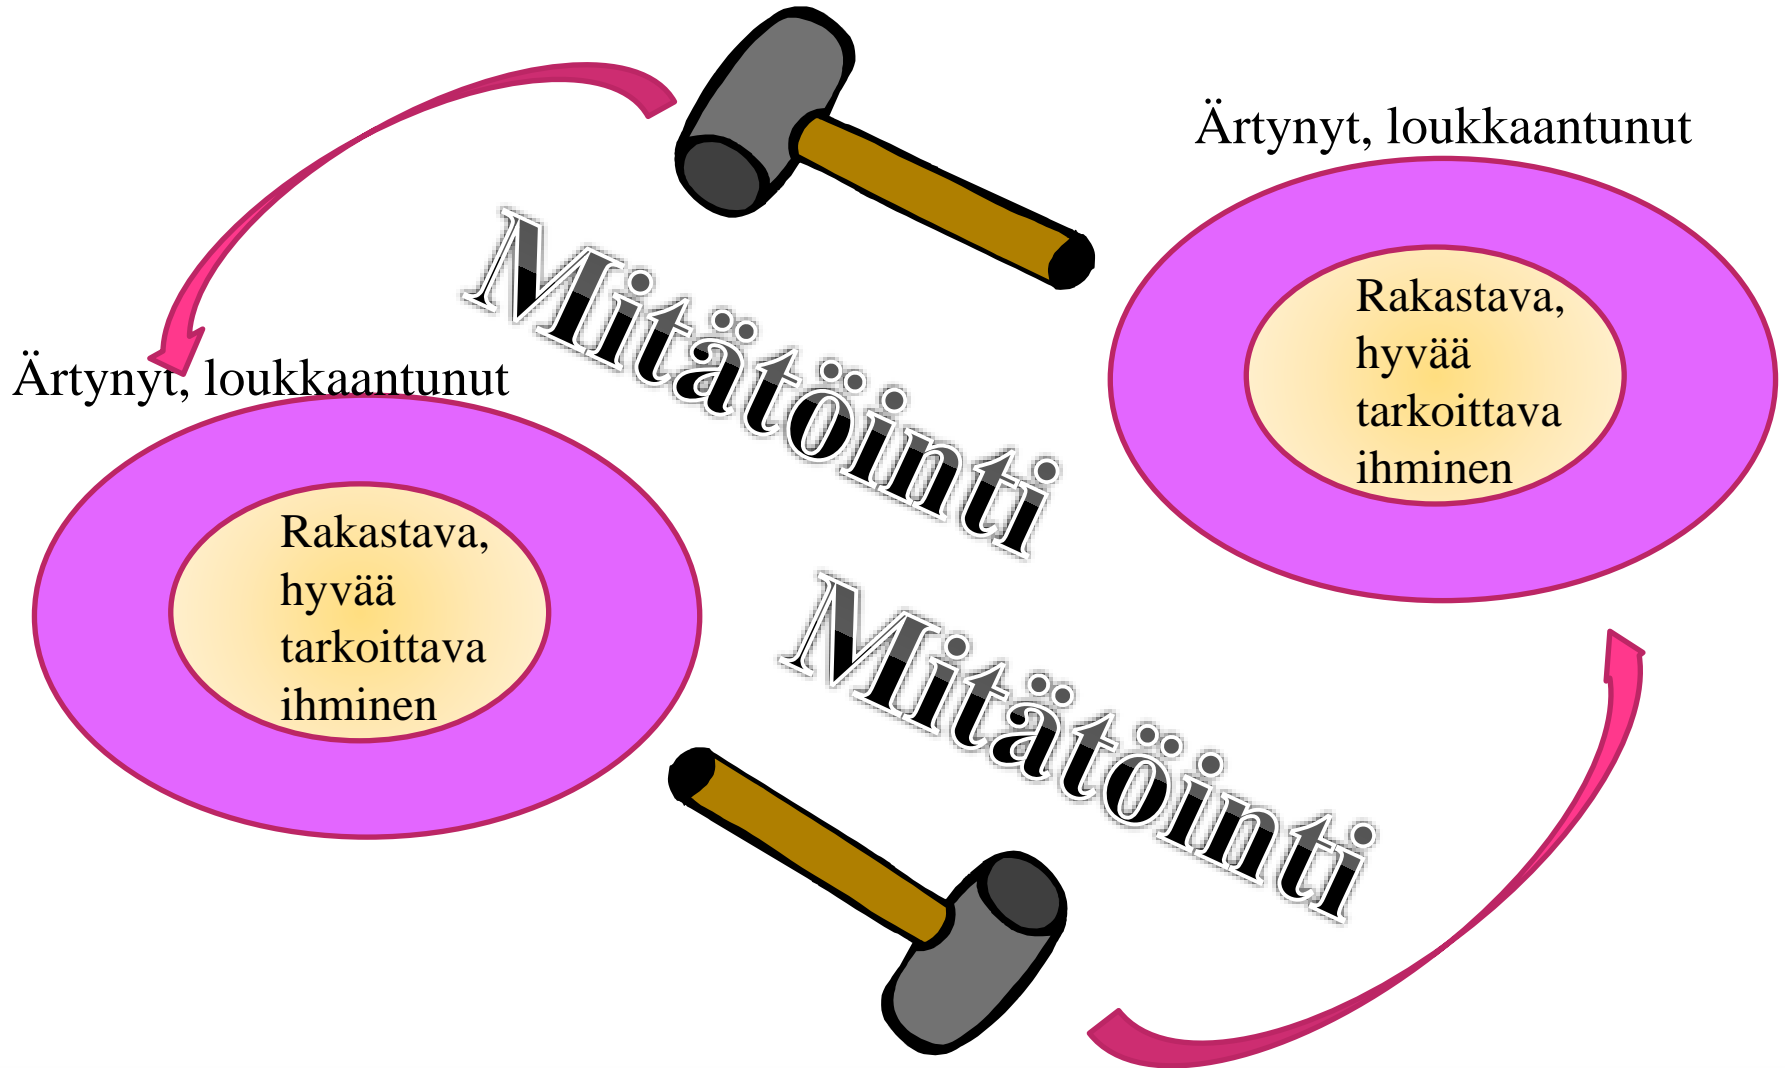 Ärtynyt, loukkaantunut
Rakastava,
hyvää
tarkoittava
ihminen
Mitätöinti
Ärtynyt, loukkaantunut
Rakastava,
hyvää
tarkoittava
ihminen
Mitätöinti